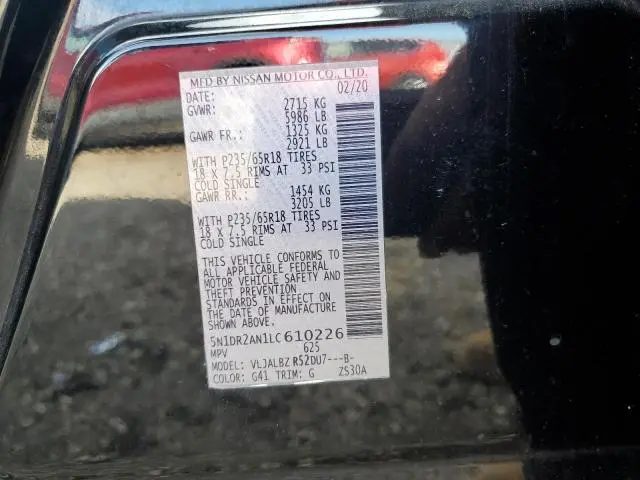 MFD BY NISSAN MOTOR CO., LTD.
DATE: 02/20
GVWR: 2715 KG
5986 LB
GAWR FR.: 1325 KG
2921 LB
WITH P235/65R18 TIRES
18 X 7.5 RIMS AT 33 PSI
COLD SINGLE
GAWR RR.: 1454 KG
3205 LB
WITH P235/65R18 TIRES
18 X 7.5 RIMS AT 33 PSI
COLD SINGLE
THIS VEHICLE CONFORMS TO
ALL APPLICABLE FEDERAL
MOTOR VEHICLE SAFETY AND
THEFT PREVENTION
STANDARDS IN EFFECT ON
THE DATE OF MANUFACTURE
SHOWN ABOVE.
5N1DR2AN1LC610226
MPV 625
MODEL: VLJALBZ R52DU7---B-
COLOR: G41 TRIM: G ZS30A